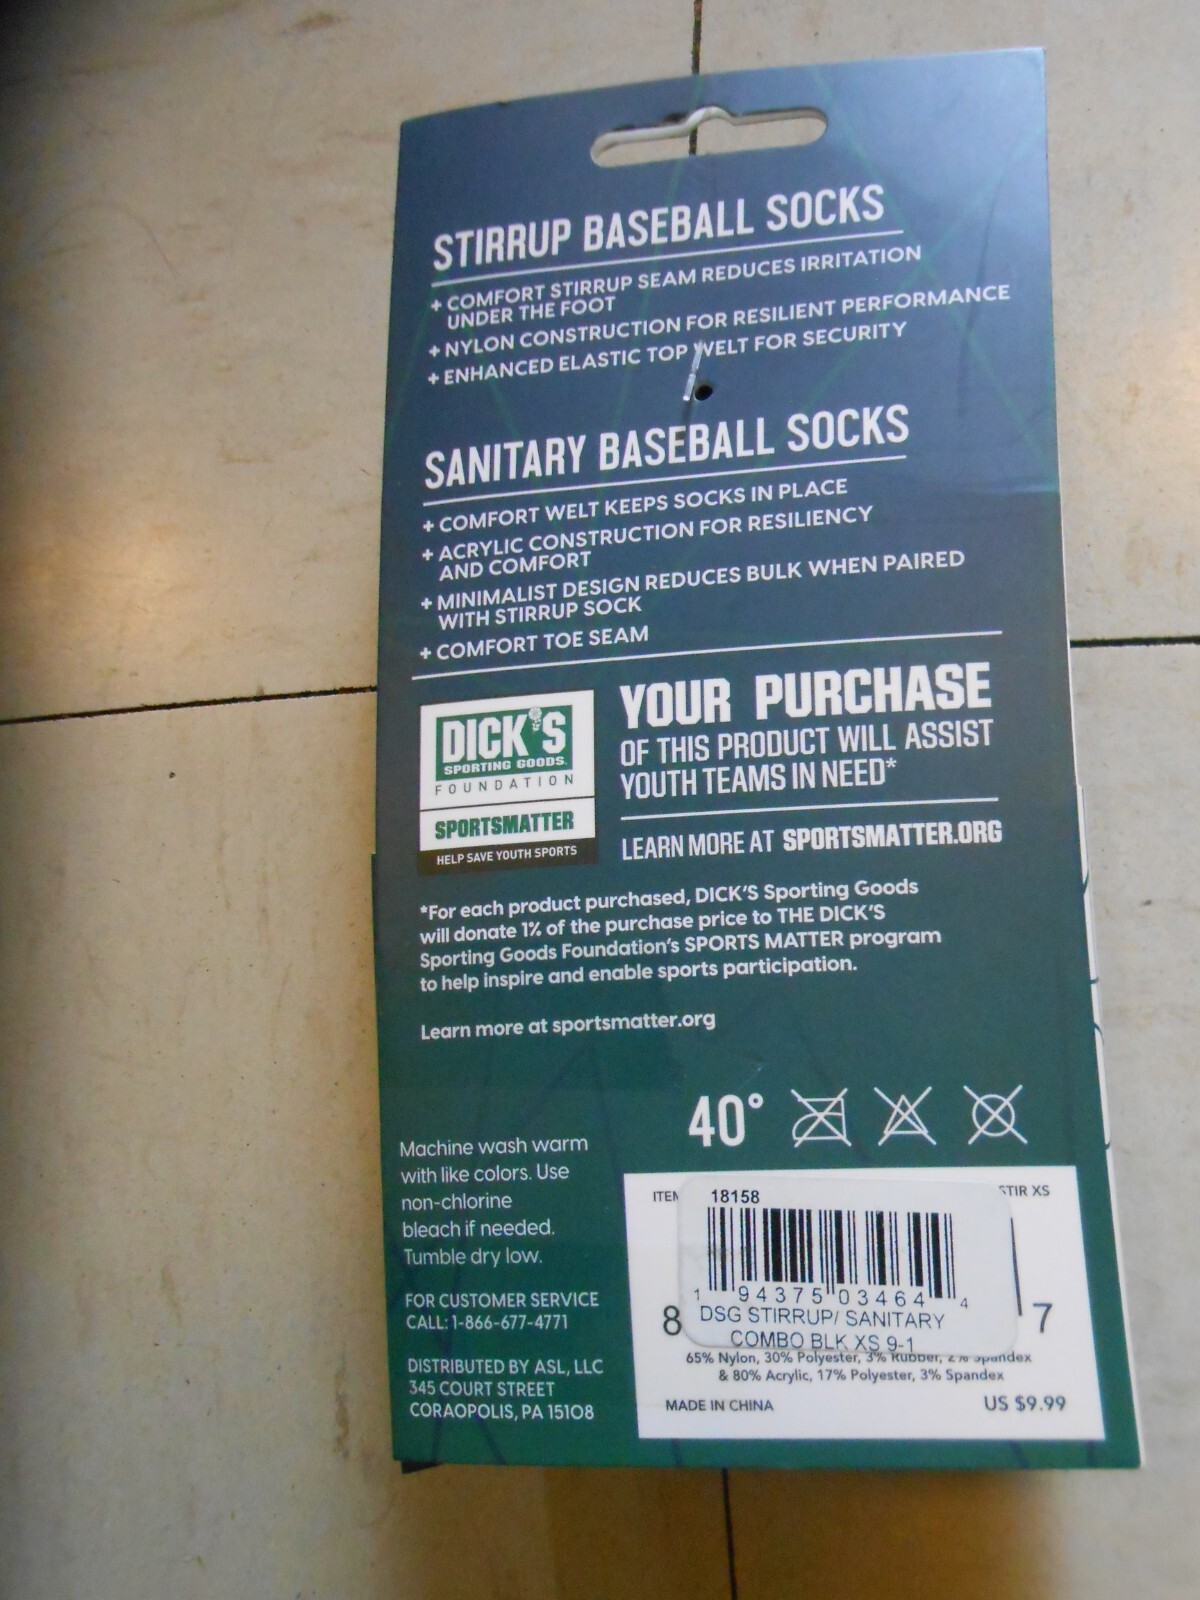 STIRRUP BASEBALL SOCKS
+ COMFORT STIRRUP SEAM REDUCES IRRITATION
UNDER THE FOOT
+ NYLON CONSTRUCTION FOR RESILIENT PERFORMANCE
+ ENHANCED ELASTIC TOP WELT FOR SECURITY
SANITARY BASEBALL SOCKS
+ COMFORT WELT KEEPS SOCKS IN PLACE
+ ACRYLIC CONSTRUCTION FOR RESILIENCY
AND COMFORT
+ MINIMALIST DESIGN REDUCES BULK WHEN PAIRED
WITH STIRRUP SOCK
+ COMFORT TOE SEAM
DICK'S
SPORTING GOODS
FOUNDATION
SPORTSMATTER
HELP SAVE YOUTH SPORTS
YOUR PURCHASE
OF THIS PRODUCT WILL ASSIST
YOUTH TEAMS IN NEED*
LEARN MORE AT SPORTSMATTER.ORG
*For each product purchased, DICK'S Sporting Goods
will donate 1% of the purchase price to THE DICK'S
Sporting Goods Foundation's SPORTS MATTER program
to help inspire and enable sports participation.
Learn more at sportsmatter.org
40°
Machine wash warm
with like colors. Use
non-chlorine
bleach if needed.
Tumble dry low.
FOR CUSTOMER SERVICE
CALL: 1-866-677-4771
DISTRIBUTED BY ASL, LLC
345 COURT STREET
CORAOPOLIS, PA 15108
18158
STIR XS
1 94375 03464 4
8
7
DSG STIRRUP/ SANITARY
COMBO BLK XS 9-1
65% Nylon, 30% Polyester, 3% Rubber, 2% Spandex
& 80% Acrylic, 17% Polyester, 3% Spandex
MADE IN CHINA
US $9.99